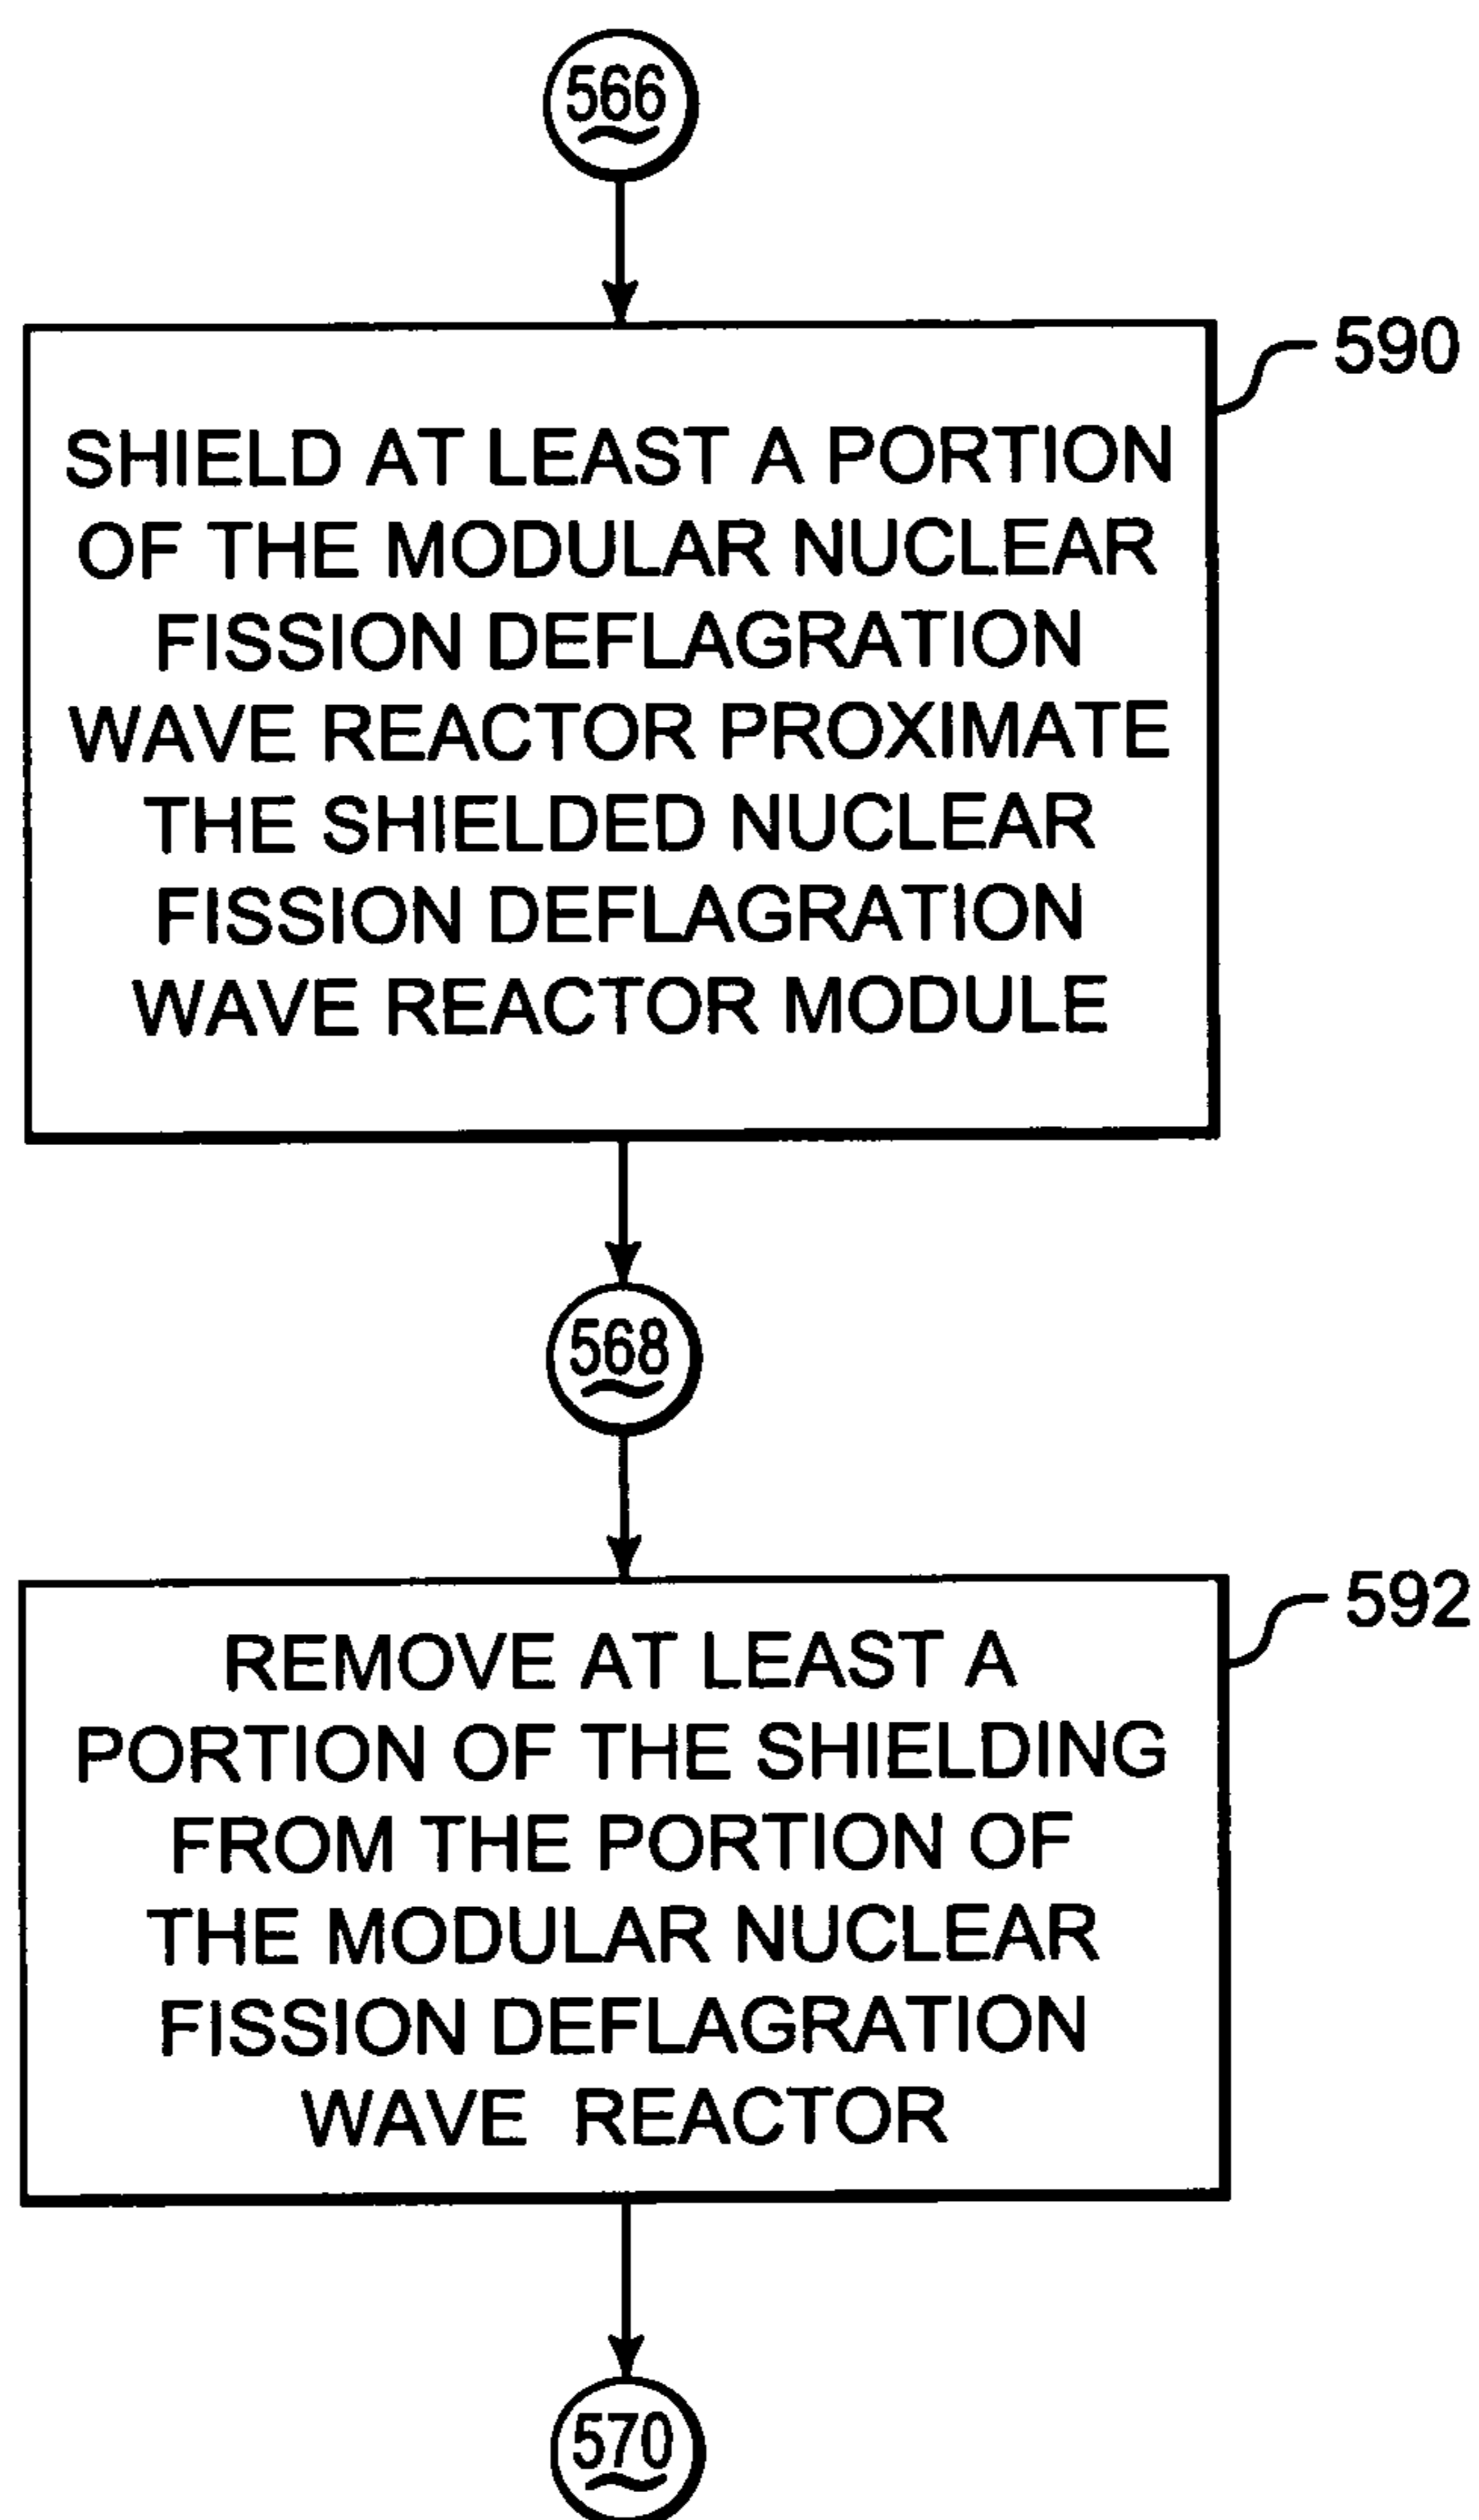 566
590
SHIELD AT LEAST A PORTION
OF THE MODULAR NUCLEAR
FISSION DEFLAGRATION
WAVE REACTOR PROXIMATE
THE SHIELDED NUCLEAR
FISSION DEFLAGRATION
WAVE REACTOR MODULE
568
592
REMOVE AT LEAST A
PORTION OF THE SHIELDING
FROM THE PORTION OF
THE MODULAR NUCLEAR
FISSION DEFLAGRATION
WAVE REACTOR
570